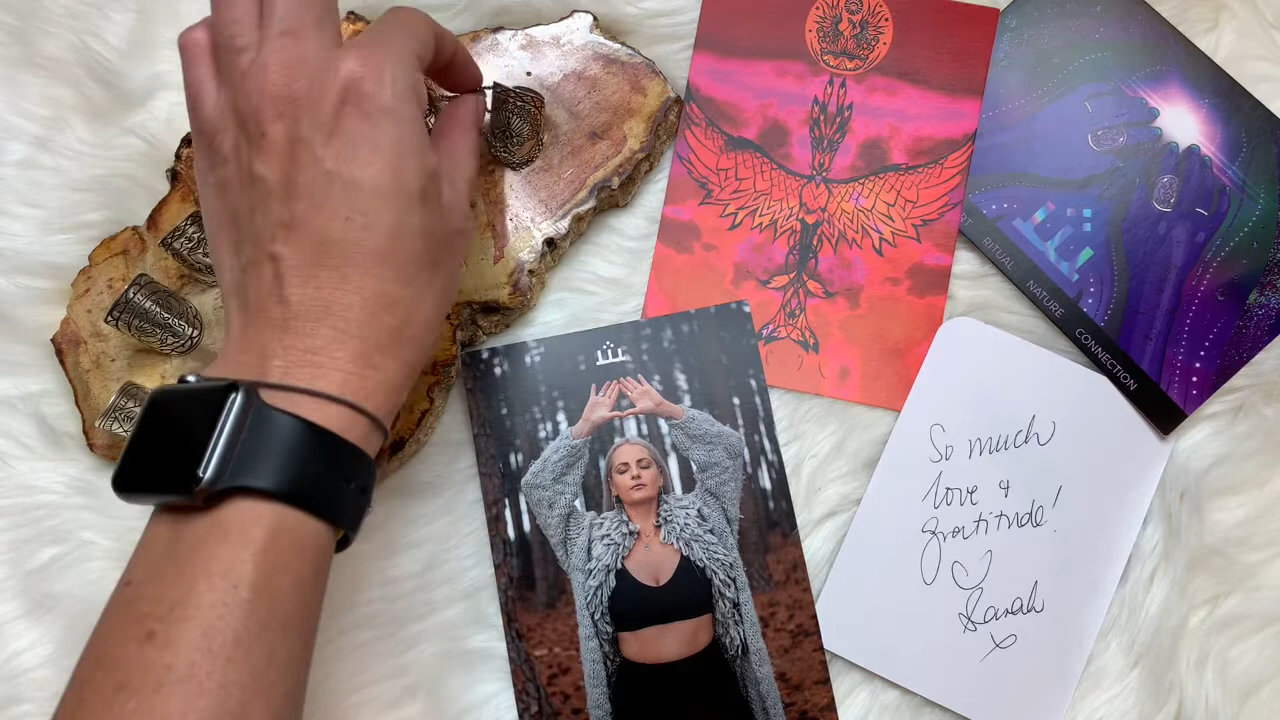 RITUAL
NATURE
CONNECTION
So much
love &
gratitude!
Sarah
x